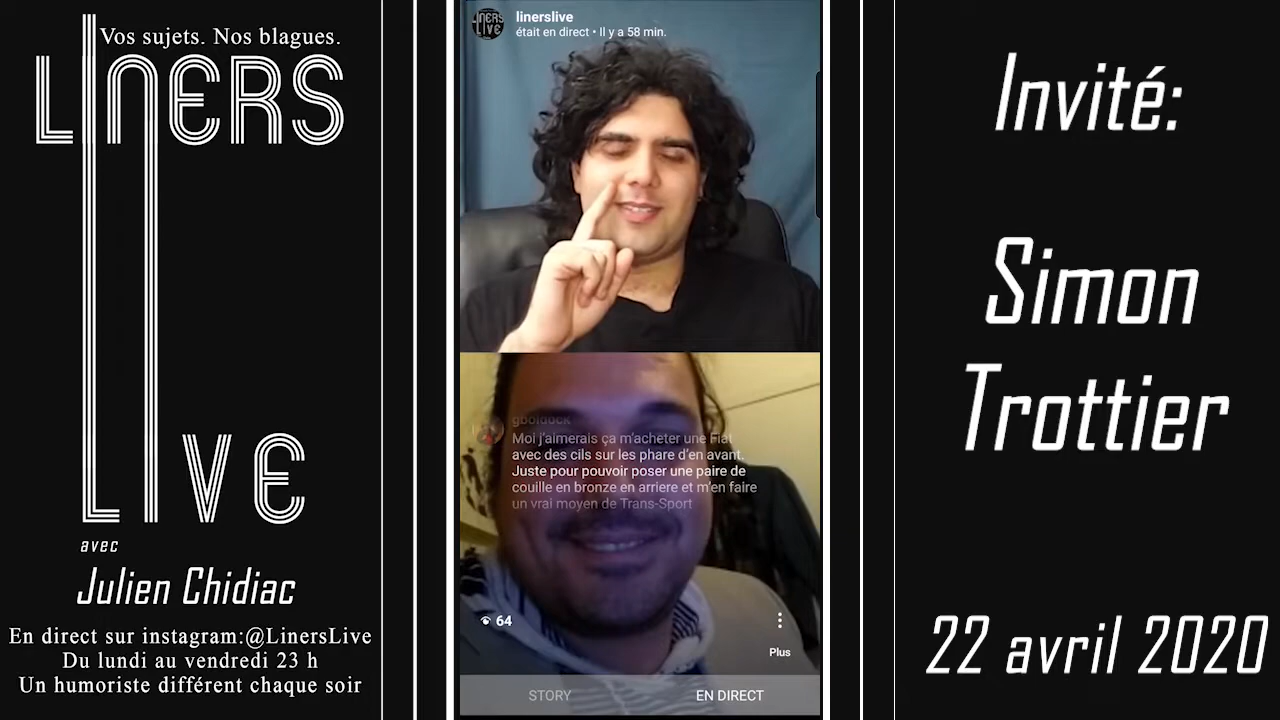 Vos sujets. Nos blagues.
LINERS
LIVE
avec
Julien Chidiac
En direct sur instagram:@LinersLive
Du lundi au vendredi 23 h
Un humoriste différent chaque soir
LINERS
LIVE
linerslive
était en direct • Il y a 58 min.
gboldock
Moi j'aimerais ça m'acheter une Fiat
avec des cils sur les phare d'en avant.
Juste pour pouvoir poser une paire de
couille en bronze en arriere et m'en faire
un vrai moyen de Trans-Sport
64
Plus
STORY
EN DIRECT
Invité:
Simon
Trottier
22 avril 2020